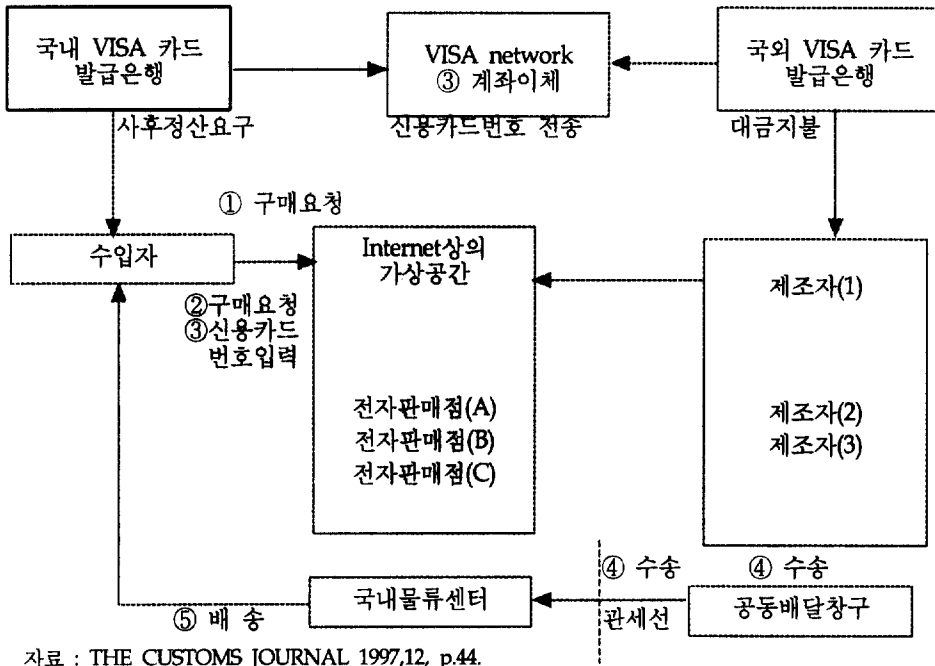 국내 VISA 카드
발급은행
VISA network
③ 계좌이체
국외 VISA 카드
발급은행
사후정산요구
신용카드번호 전송
대금지불
① 구매요청
수입자
Internet상의
가상공간
제조자(1)
②구매요청
③신용카드
번호입력
전자판매점(A)
전자판매점(B)
전자판매점(C)
제조자(2)
제조자(3)
④ 수송
④ 수송
국내물류센터
관세선
공동배달창구
⑤ 배 송
자료 : THE CUSTOMS JOURNAL 1997,12, p.44.